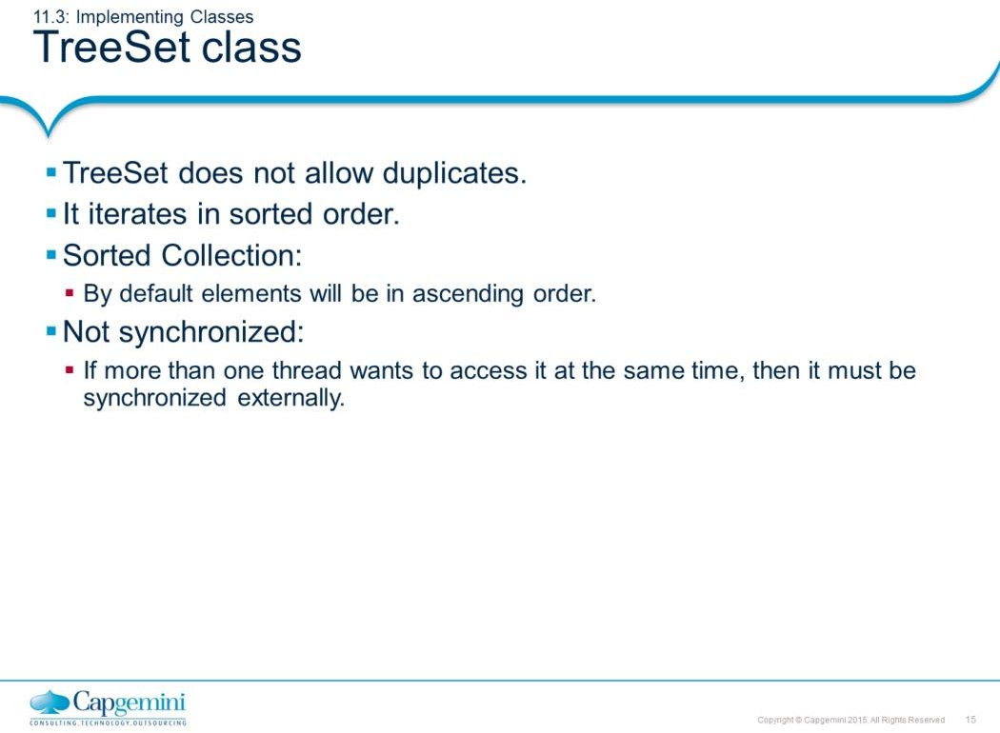 11.3: Implementing Classes
TreeSet class
TreeSet does not allow duplicates.
It iterates in sorted order.
Sorted Collection:
By default elements will be in ascending order.
Not synchronized:
If more than one thread wants to access it at the same time, then it must be
synchronized externally.
Capgemini
CONSULTING.TECHNOLOGY.OUTSOURCING
Copyright © Capgemini 2015. All Rights Reserved 15